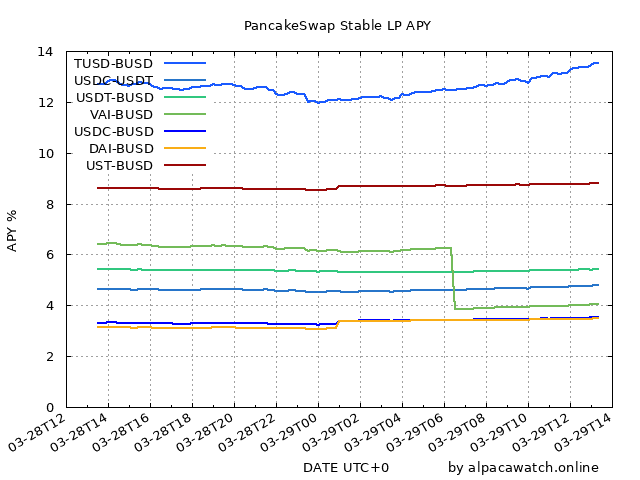 PancakeSwap Stable LP APY
14
12
10
8
6
4
2
0
APY %
TUSD-BUSD
USDC-USDT
USDT-BUSD
VAI-BUSD
USDC-BUSD
DAI-BUSD
UST-BUSD
03-28T12
03-28T14
03-28T16
03-28T18
03-28T20
03-28T22
03-29T00
03-29T02
03-29T04
03-29T06
03-29T08
03-29T10
03-29T12
03-29T14
DATE UTC+0
by alpacawatch.online